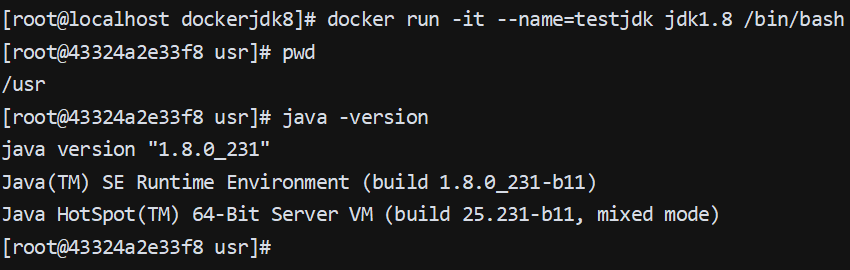 [root@localhost dockerjdk8]# docker run -it --name=testjdk jdk1.8 /bin/bash
[root@43324a2e33f8 usr]# pwd
/usr
[root@43324a2e33f8 usr]# java -version
java version "1.8.0_231"
Java(TM) SE Runtime Environment (build 1.8.0_231-b11)
Java HotSpot(TM) 64-Bit Server VM (build 25.231-b11, mixed mode)
[root@43324a2e33f8 usr]#